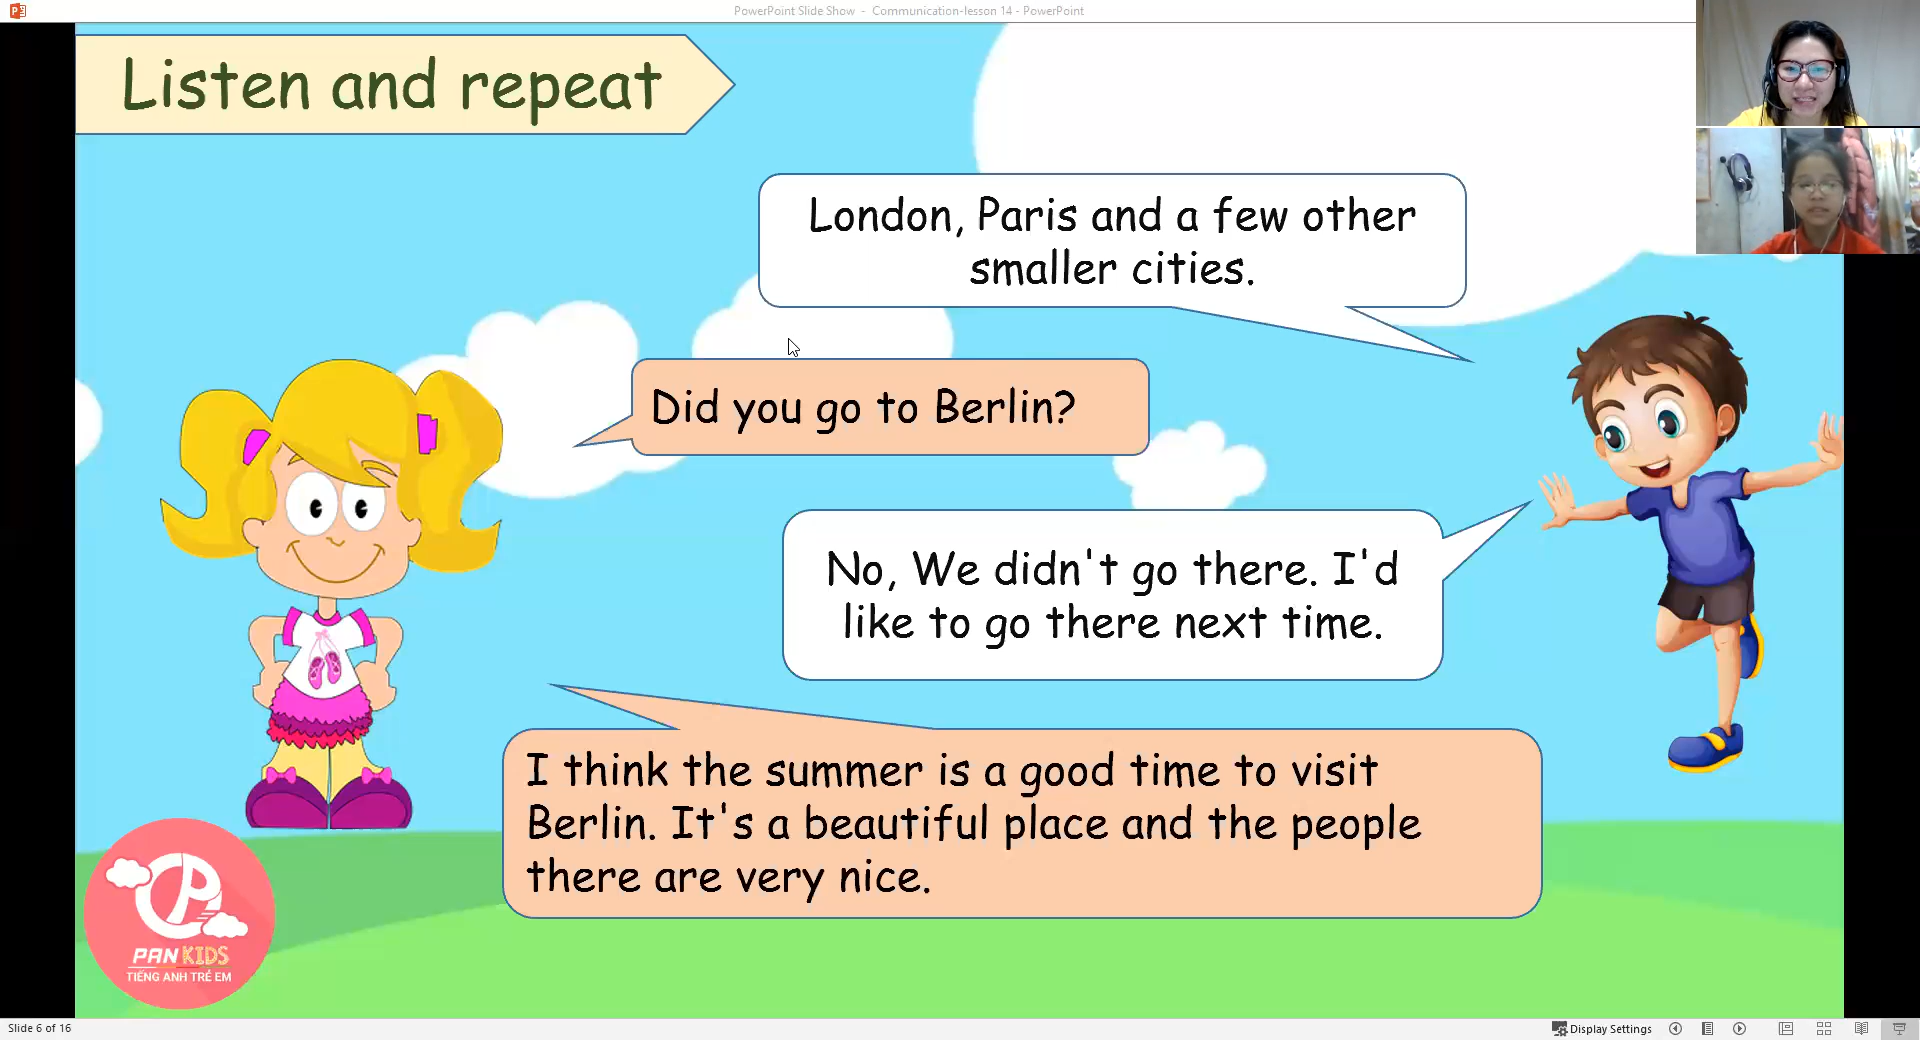 PowerPoint Slide Show - Communication-lesson 14 - PowerPoint
Listen and repeat
London, Paris and a few other
smaller cities.
Did you go to Berlin?
No, We didn't go there. I'd
like to go there next time.
I think the summer is a good time to visit
Berlin. It's a beautiful place and the people
there are very nice.
PAN KIDS
TIẾNG ANH TRẺ EM
Slide 6 of 16
Display Settings